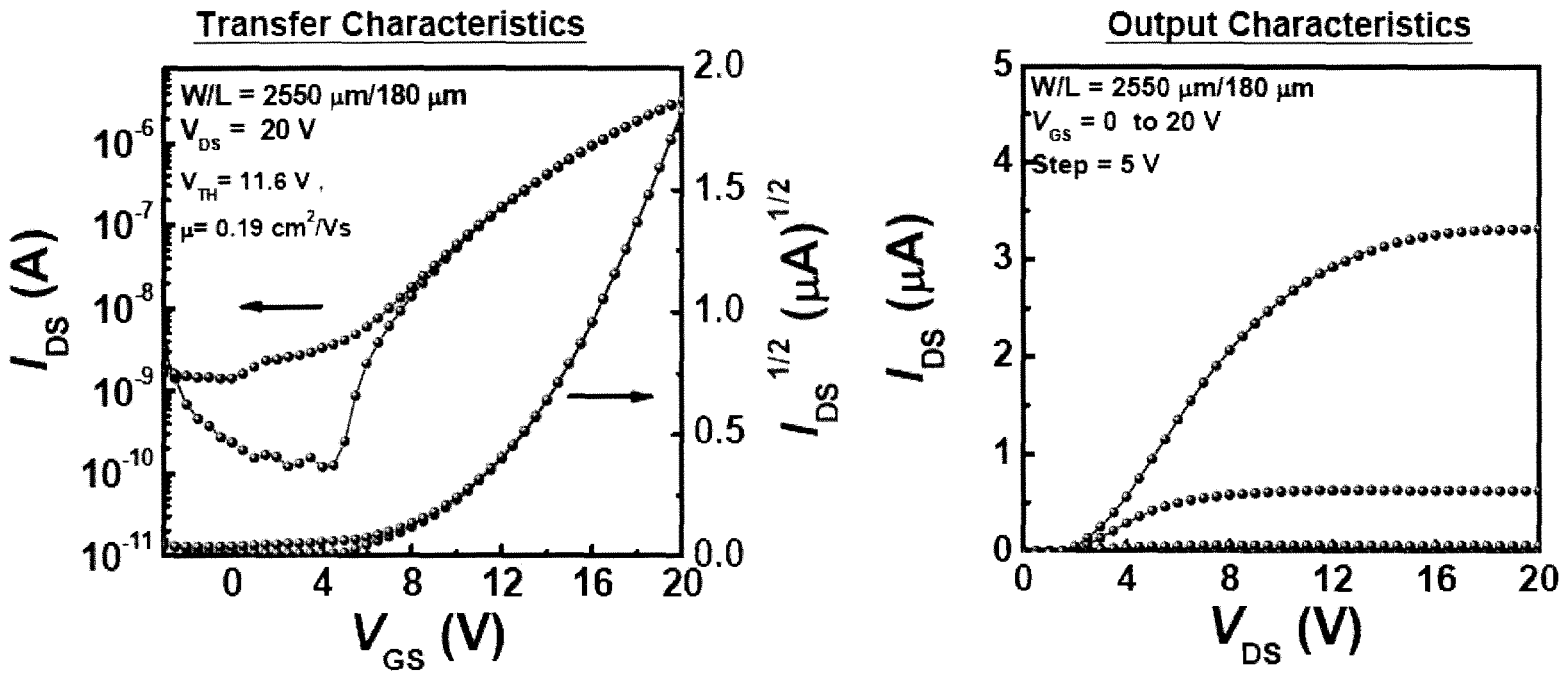 Transfer Characteristics
W/L = 2550 μm/180 μm
V_DS = 20 V
V_TH= 11.6 V ,
μ= 0.19 cm²/Vs
10⁻⁶
10⁻⁷
10⁻⁸
10⁻⁹
10⁻¹⁰
10⁻¹¹
I_DS (A)
2.0
1.5
1.0
0.5
0.0
I_DS^1/2 (μA)^1/2
0 4 8 12 16 20
V_GS (V)
Output Characteristics
W/L = 2550 μm/180 μm
V_GS = 0 to 20 V
Step = 5 V
5
4
3
2
1
0
I_DS (μA)
0 4 8 12 16 20
V_DS (V)